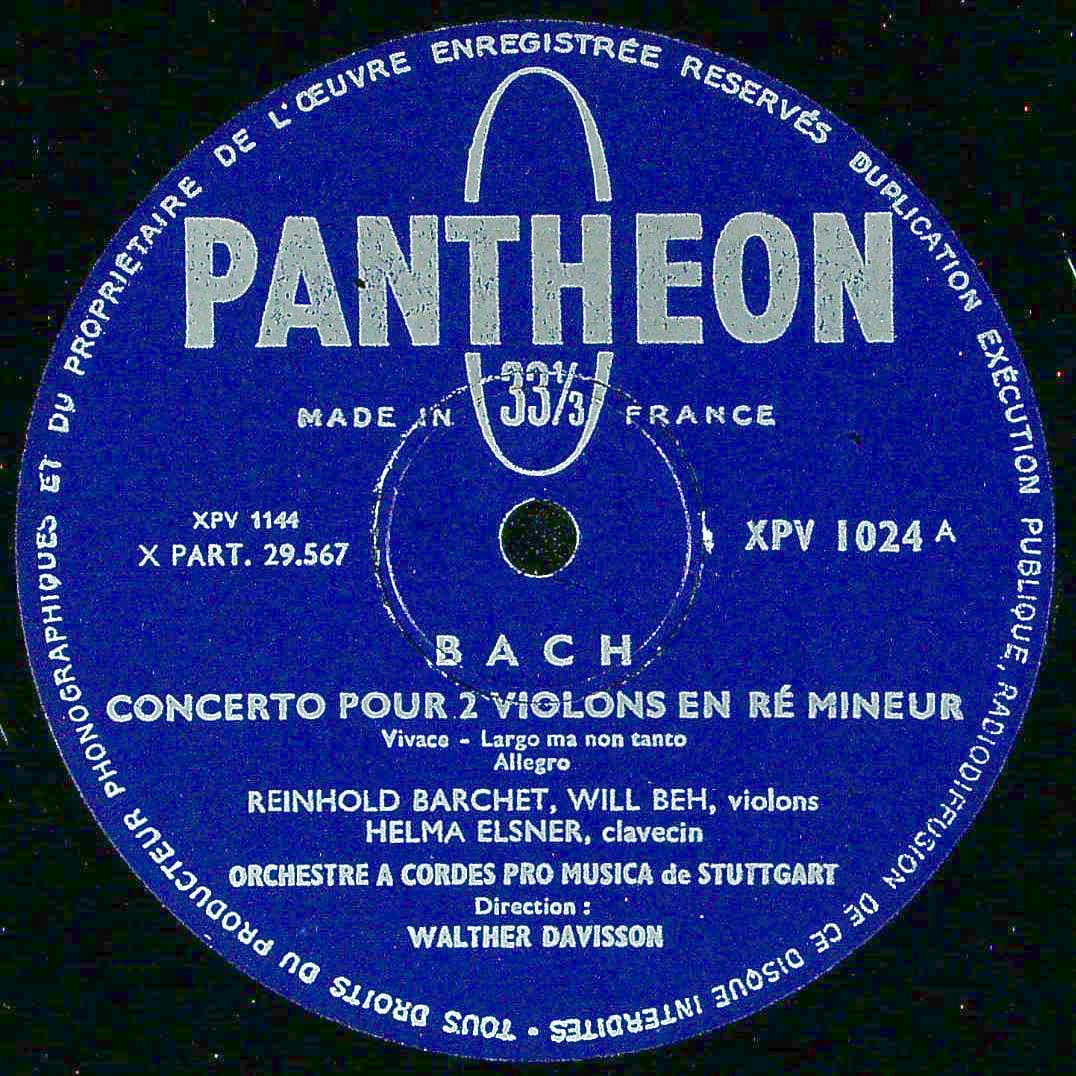 TOUS DROITS DU PRODUCTEUR PHONOGRAPHIQUES ET DU PROPRIÉTAIRE DE L'ŒUVRE ENREGISTRÉE RESERVÉS DUPLICATION EXÉCUTION PUBLIQUE, RADIODIFFUSION DE CE DISQUE INTERDITES -
PANTHEON
33⅓
MADE IN FRANCE
XPV 1144
X PART. 29.567
XPV 1024 A
BACH
CONCERTO POUR 2 VIOLONS EN RÉ MINEUR
Vivace - Largo ma non tanto
Allegro
REINHOLD BARCHET, WILL BEH, violons
HELMA ELSNER, clavecin
ORCHESTRE A CORDES PRO MUSICA de STUTTGART
Direction :
WALTHER DAVISSON